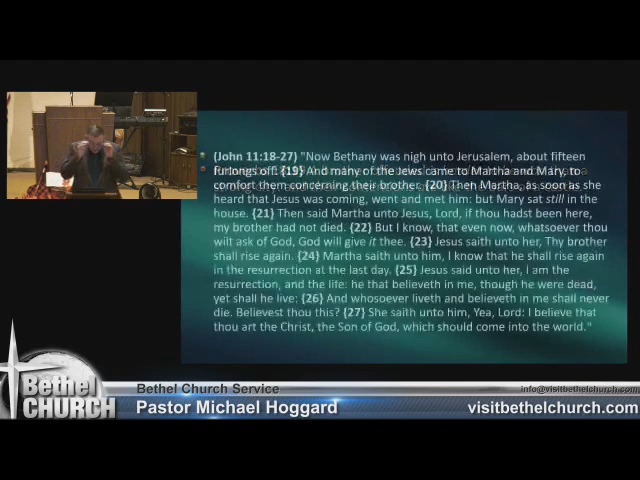 (John 11:18-27) "Now Bethany was nigh unto Jerusalem, about fifteen
furlongs off: (19) And many of the Jews came to Martha and Mary, to
comfort them concerning their brother. (20) Then Martha, as soon as she
heard that Jesus was coming, went and met him: but Mary sat still in the
house. (21) Then said Martha unto Jesus, Lord, if thou hadst been here,
my brother had not died. (22) But I know, that even now, whatsoever thou
wilt ask of God, God will give it thee. (23) Jesus saith unto her, Thy brother
shall rise again. (24) Martha saith unto him, I know that he shall rise again
in the resurrection at the last day. (25) Jesus said unto her, I am the
resurrection, and the life: he that believeth in me, though he were dead,
yet shall he live: (26) And whosoever liveth and believeth in me shall never
die. Believest thou this? (27) She saith unto him, Yea, Lord: I believe that
thou art the Christ, the Son of God, which should come into the world."
Bethel
CHURCH
Bethel Church Service
info@visitbethelchurch.com
Pastor Michael Hoggard
visitbethelchurch.com